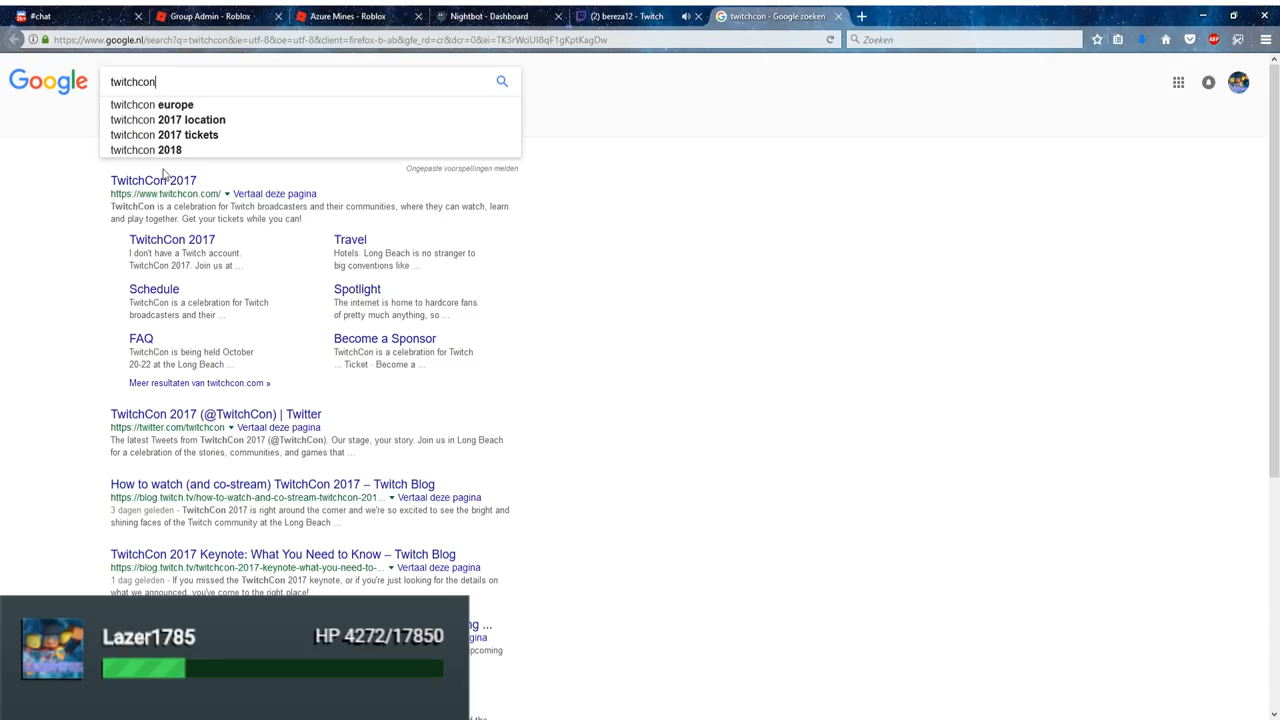 #chat
Group Admin - Roblox
Azure Mines - Roblox
Nightbot - Dashboard
(2) bereza12 - Twitch
twitchcon - Google zoeken
https://www.google.nl/search?q=twitchcon&ie=utf-8&oe=utf-8&client=firefox-b-ab&gfe_rd=cr&dcr=0&ei=TK3rWciUI8qF1gKptKagDw
Zoeken
ABP
Google
twitchcon
twitchcon europe
twitchcon 2017 location
twitchcon 2017 tickets
twitchcon 2018
Ongepaste voorspellingen melden
TwitchCon 2017
https://www.twitchcon.com/ Vertaal deze pagina
TwitchCon is a celebration for Twitch broadcasters and their communities, where they can watch, learn
and play together. Get your tickets while you can!
TwitchCon 2017
I don't have a Twitch account.
TwitchCon 2017. Join us at ...
Travel
Hotels. Long Beach is no stranger to
big conventions like ...
Schedule
TwitchCon is a celebration for Twitch
broadcasters and their ...
Spotlight
The internet is home to hardcore fans
of pretty much anything, so ...
FAQ
TwitchCon is being held October
20-22 at the Long Beach ...
Become a Sponsor
TwitchCon is a celebration for Twitch
... Ticket · Become a ...
Meer resultaten van twitchcon.com »
TwitchCon 2017 (@TwitchCon) | Twitter
https://twitter.com/twitchcon Vertaal deze pagina
The latest Tweets from TwitchCon 2017 (@TwitchCon). Our stage, your story. Join us in Long Beach
for a celebration of the stories, communities, and games that ...
How to watch (and co-stream) TwitchCon 2017 – Twitch Blog
https://blog.twitch.tv/how-to-watch-and-co-stream-twitchcon-201... Vertaal deze pagina
3 dagen geleden - TwitchCon 2017 is right around the corner and we're so excited to see the bright and
shining faces of the Twitch community at the Long Beach ...
TwitchCon 2017 Keynote: What You Need to Know – Twitch Blog
https://blog.twitch.tv/twitchcon-2017-keynote-what-you-need-to-... Vertaal deze pagina
1 dag geleden - If you missed the TwitchCon 2017 keynote, or if you're just looking for the details on
what we announced, you've come to the right place!
ng ...
gina
pcoming
Lazer1785
HP 4272/17850